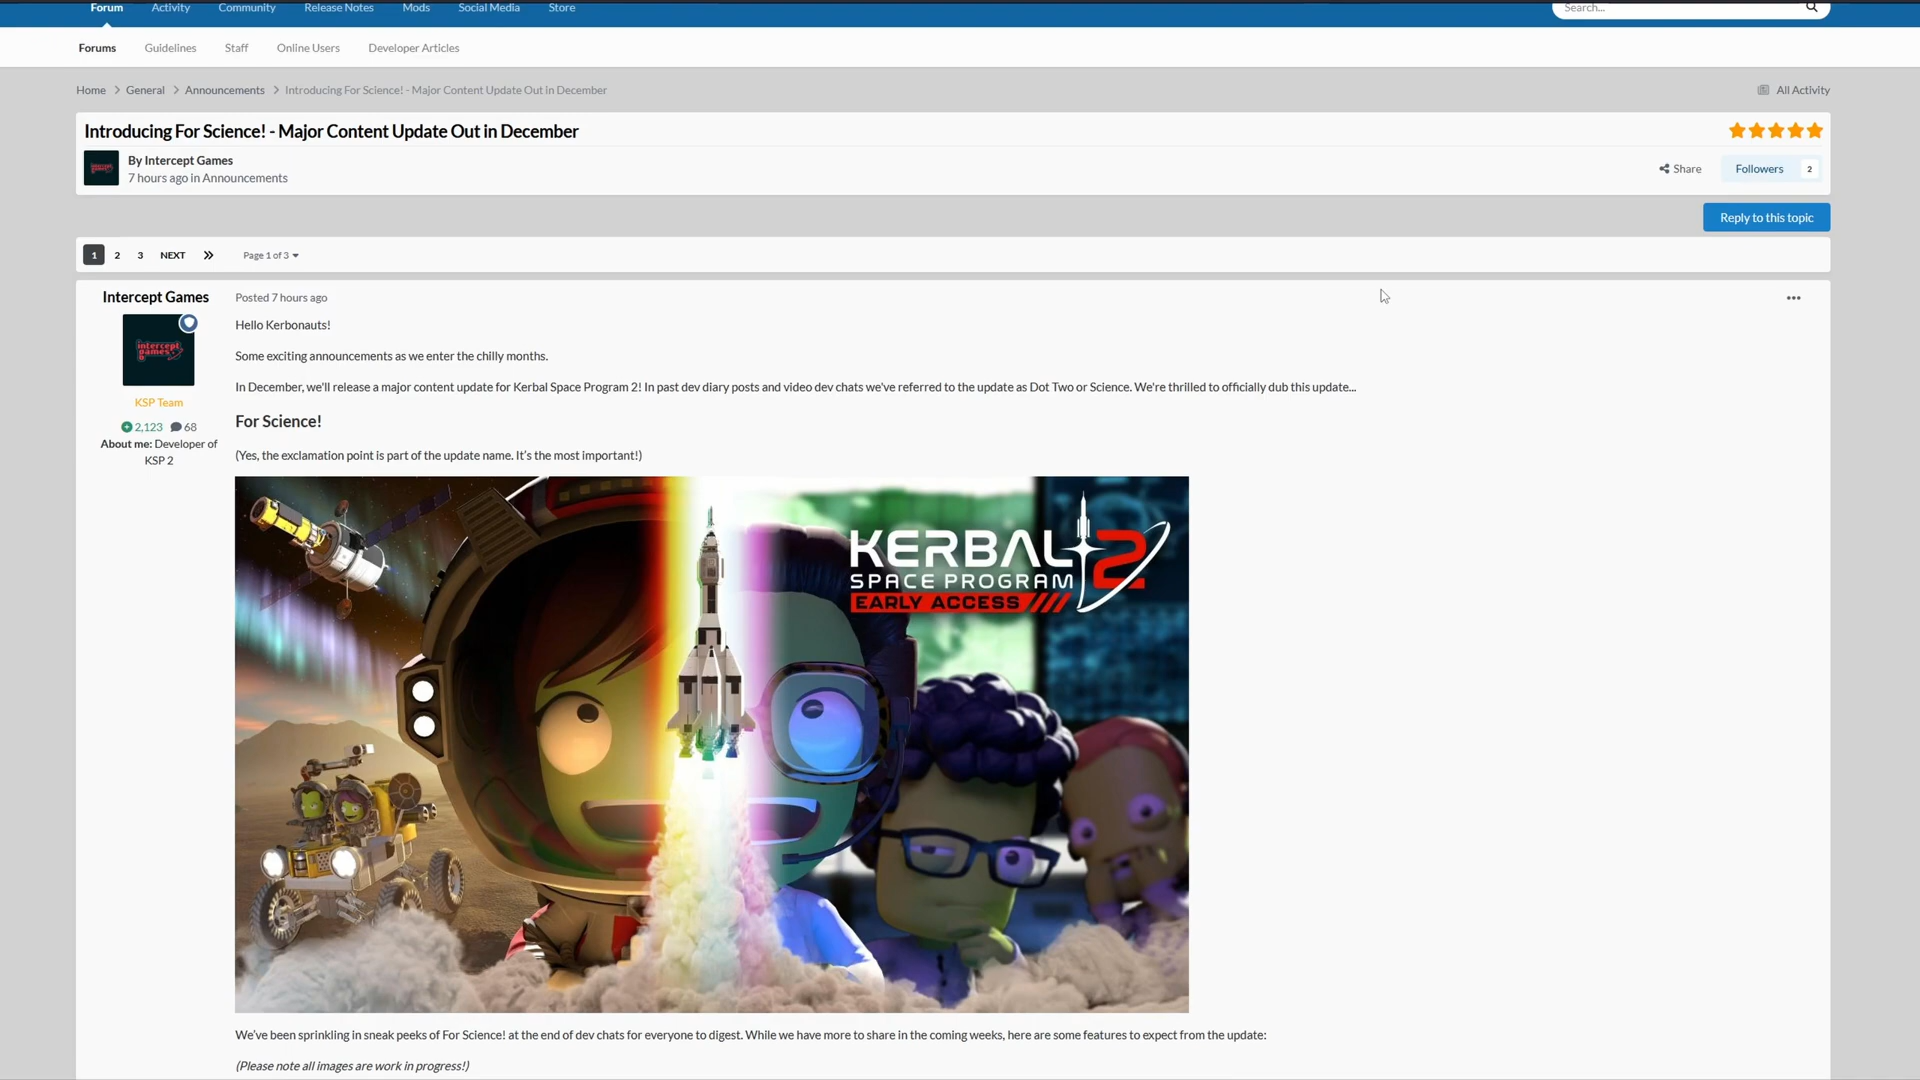 Forum Activity Community Release Notes Mods Social Media Store Search...
Forums Guidelines Staff Online Users Developer Articles
Home General Announcements Introducing For Science! - Major Content Update Out in December All Activity
Introducing For Science! - Major Content Update Out in December
By Intercept Games
7 hours ago in Announcements
Share Followers 2
Reply to this topic
1 2 3 NEXT Page 1 of 3
Intercept Games
intercept
games
KSP Team
2,123 68
About me: Developer of
KSP 2
Posted 7 hours ago
Hello Kerbonauts!
Some exciting announcements as we enter the chilly months.
In December, we'll release a major content update for Kerbal Space Program 2! In past dev diary posts and video dev chats we've referred to the update as Dot Two or Science. We're thrilled to officially dub this update...
For Science!
(Yes, the exclamation point is part of the update name. It's the most important!)
KERBAL 2
SPACE PROGRAM
EARLY ACCESS
We've been sprinkling in sneak peeks of For Science! at the end of dev chats for everyone to digest. While we have more to share in the coming weeks, here are some features to expect from the update:
(Please note all images are work in progress!)